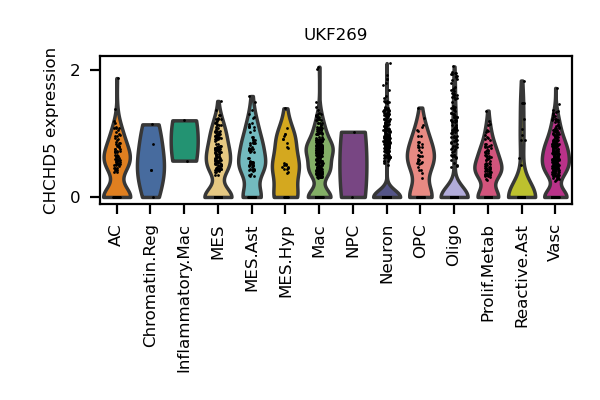 UKF269
CHCHD5 expression
2
0
AC
Chromatin.Reg
Inflammatory.Mac
MES
MES.Ast
MES.Hyp
Mac
NPC
Neuron
OPC
Oligo
Prolif.Metab
Reactive.Ast
Vasc